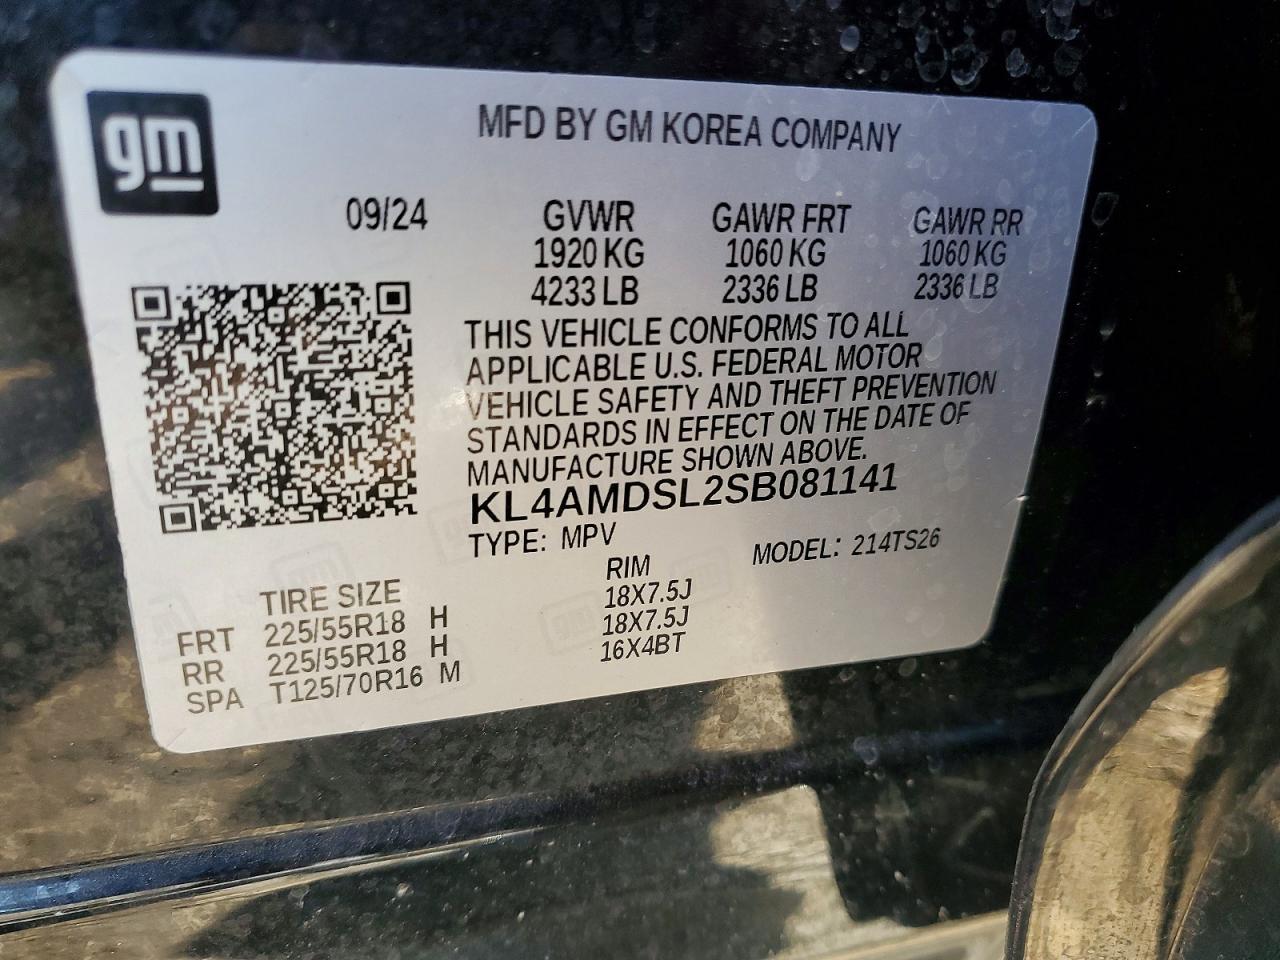 gm
MFD BY GM KOREA COMPANY
09/24 GVWR GAWR FRT GAWR RR
1920 KG 1060 KG 1060 KG
4233 LB 2336 LB 2336 LB
THIS VEHICLE CONFORMS TO ALL
APPLICABLE U.S. FEDERAL MOTOR
VEHICLE SAFETY AND THEFT PREVENTION
STANDARDS IN EFFECT ON THE DATE OF
MANUFACTURE SHOWN ABOVE.
KL4AMDSL2SB081141
TYPE: MPV MODEL: 214TS26
TIRE SIZE RIM
FRT 225/55R18 H 18X7.5J
RR 225/55R18 H 18X7.5J
SPA T125/70R16 M 16X4BT